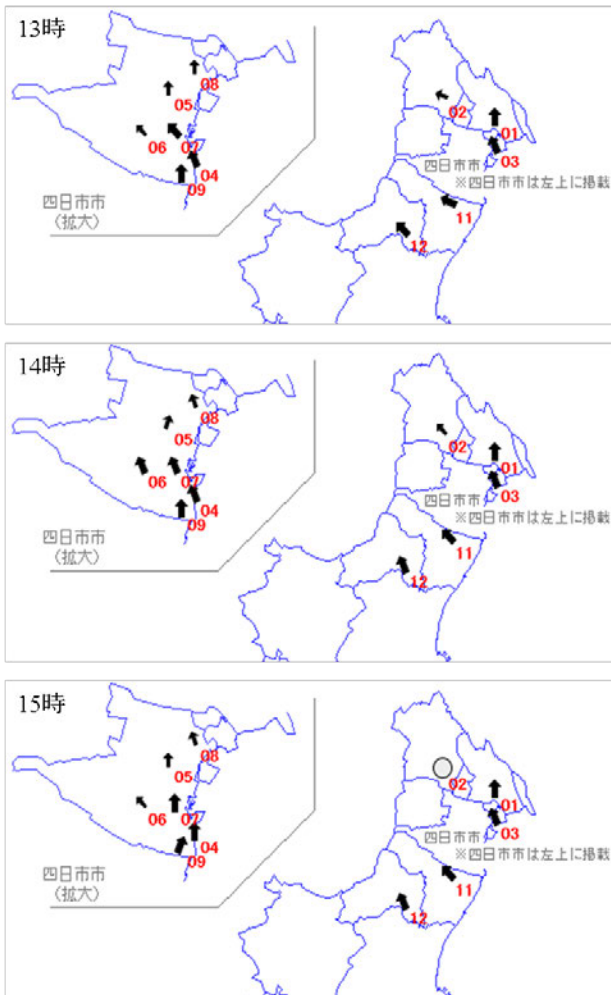 13時
08
05
06
07
04
09
四日市市
(拡大)
02
01
03
四日市市
※四日市市は左上に掲載
11
12
14時
08
05
06
07
04
09
四日市市
(拡大)
02
01
03
四日市市
※四日市市は左上に掲載
11
12
15時
08
05
06
07
04
09
四日市市
(拡大)
02
01
03
四日市市
※四日市市は左上に掲載
11
12